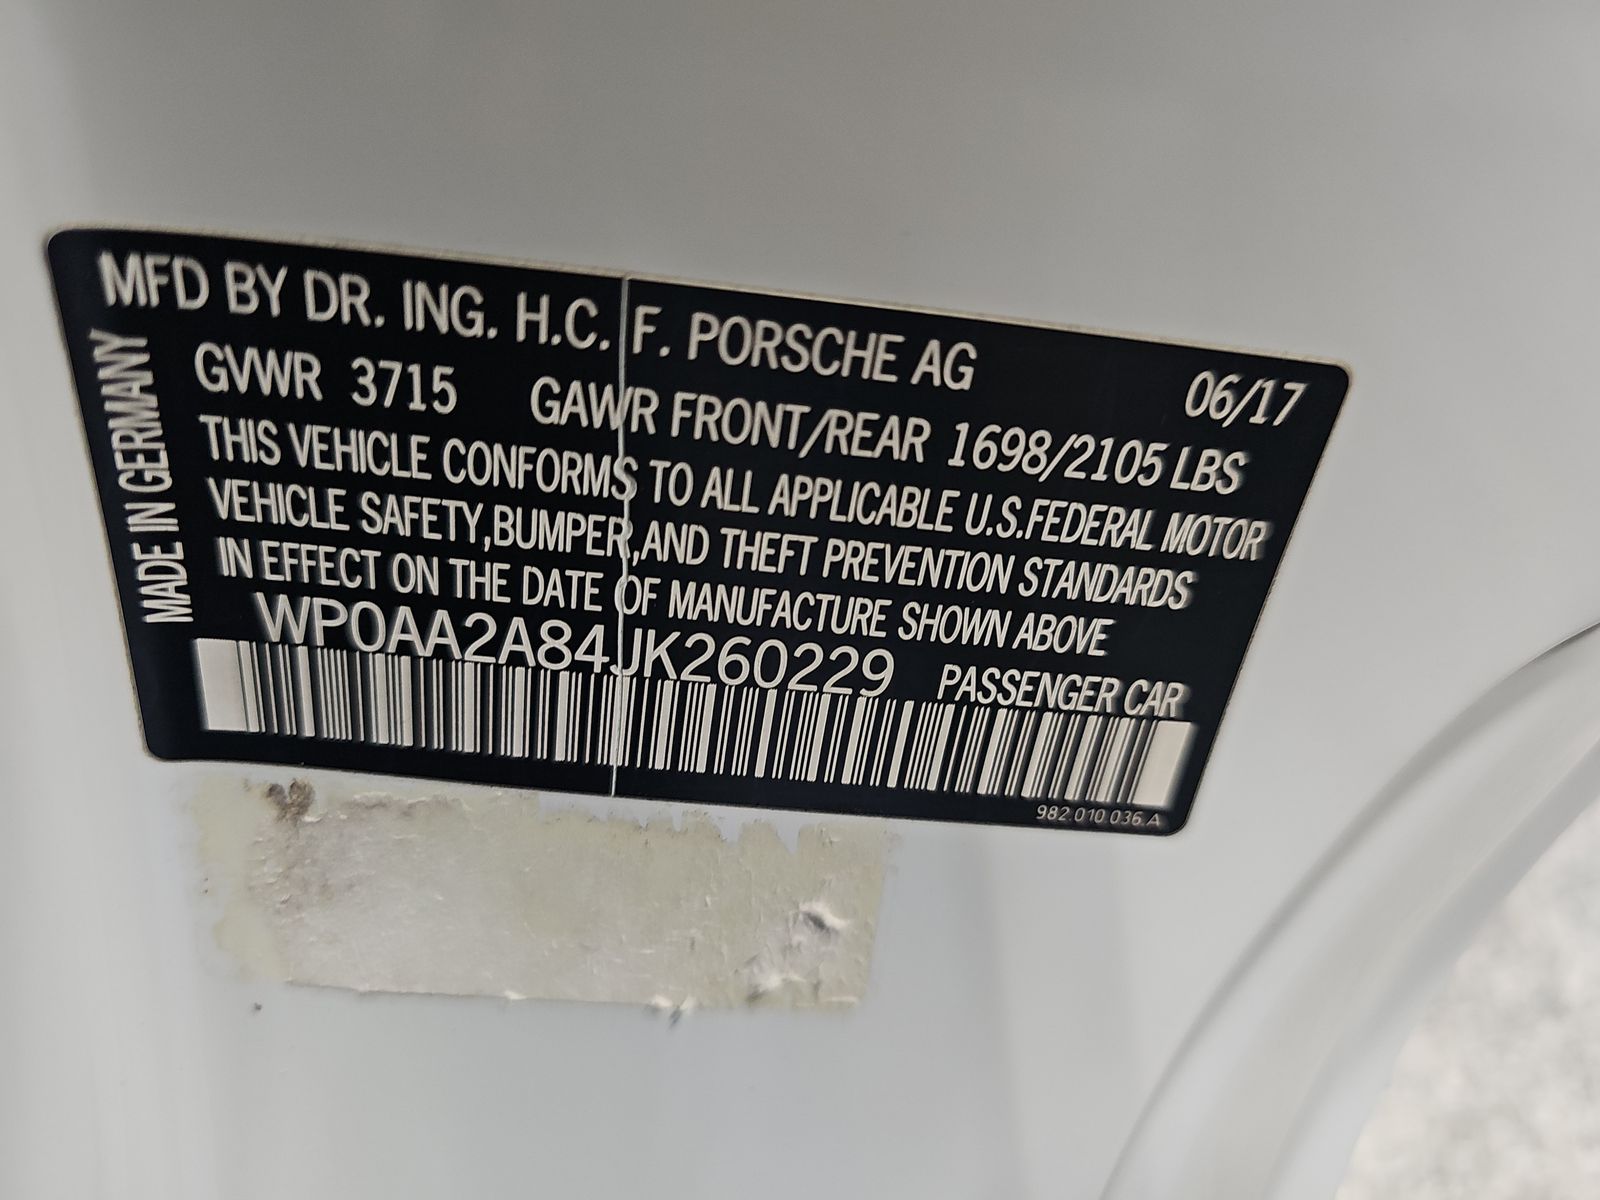 MFD BY DR. ING. H.C. F. PORSCHE AG 06/17
GVWR 3715 GAWR FRONT/REAR 1698/2105 LBS
THIS VEHICLE CONFORMS TO ALL APPLICABLE U.S.FEDERAL MOTOR
VEHICLE SAFETY,BUMPER,AND THEFT PREVENTION STANDARDS
IN EFFECT ON THE DATE OF MANUFACTURE SHOWN ABOVE
WP0AA2A84JK260229 PASSENGER CAR
982.010.036.A
MADE IN GERMANY